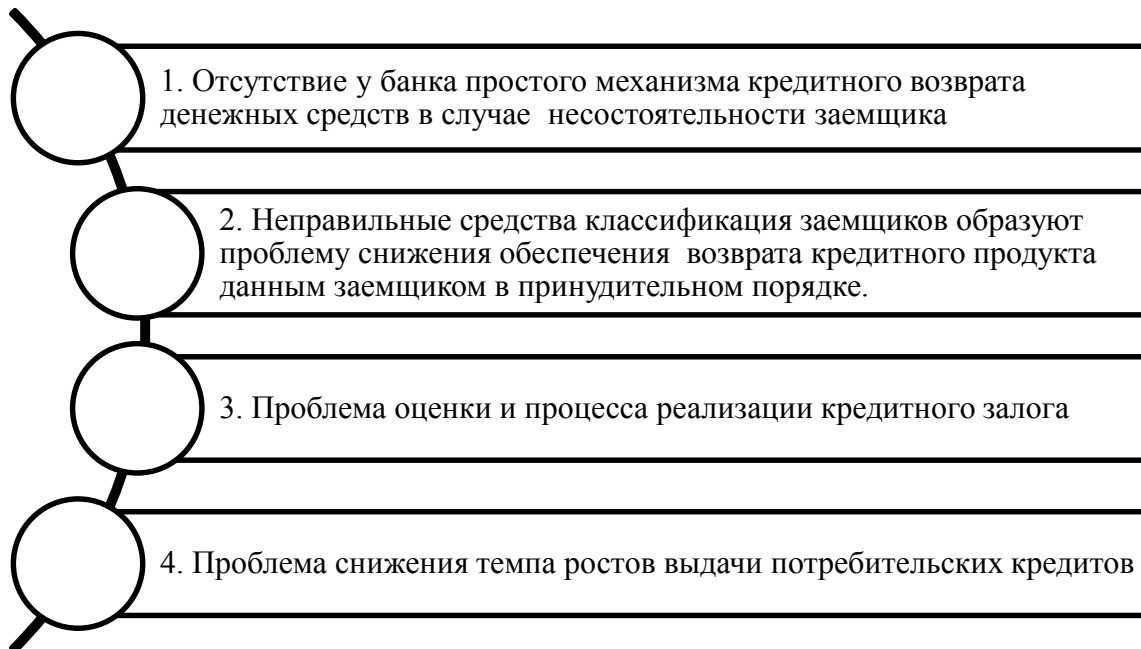 1. Отсутствие у банка простого механизма кредитного возврата
денежных средств в случае  несостоятельности заемщика
2. Неправильные средства классификация заемщиков образуют
проблему снижения обеспечения  возврата кредитного продукта
данным заемщиком в принудительном порядке.
3. Проблема оценки и процесса реализации кредитного залога
4. Проблема снижения темпа ростов выдачи потребительских кредитов